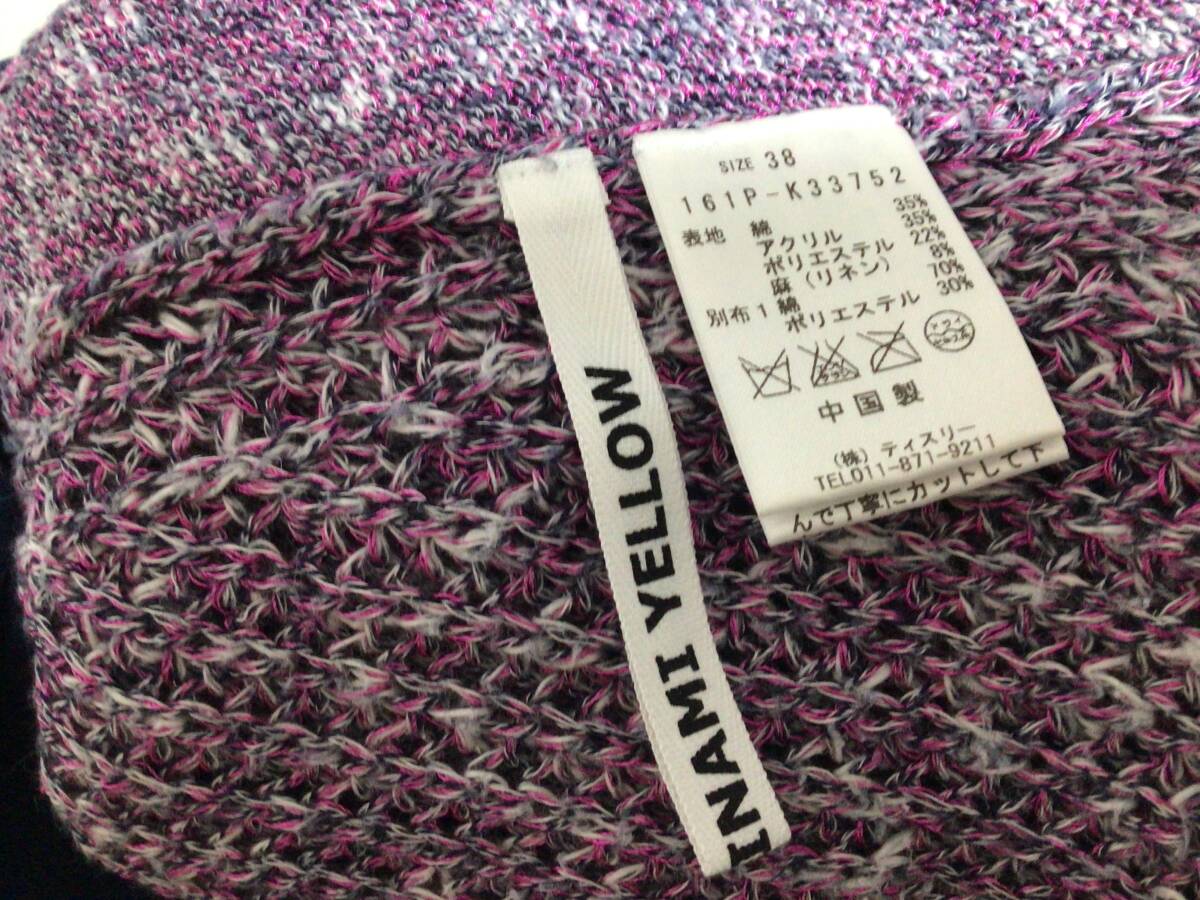 SIZE 38
161P-K33752
表地 綿 35%
アクリル 35%
ポリエステル 22%
麻 (リネン) 8%
別布1 綿 70%
ポリエステル 30%
中国製
(株) ティスリー
TEL011-871-9211
んで丁寧にカットして下
INAMI YELLOW